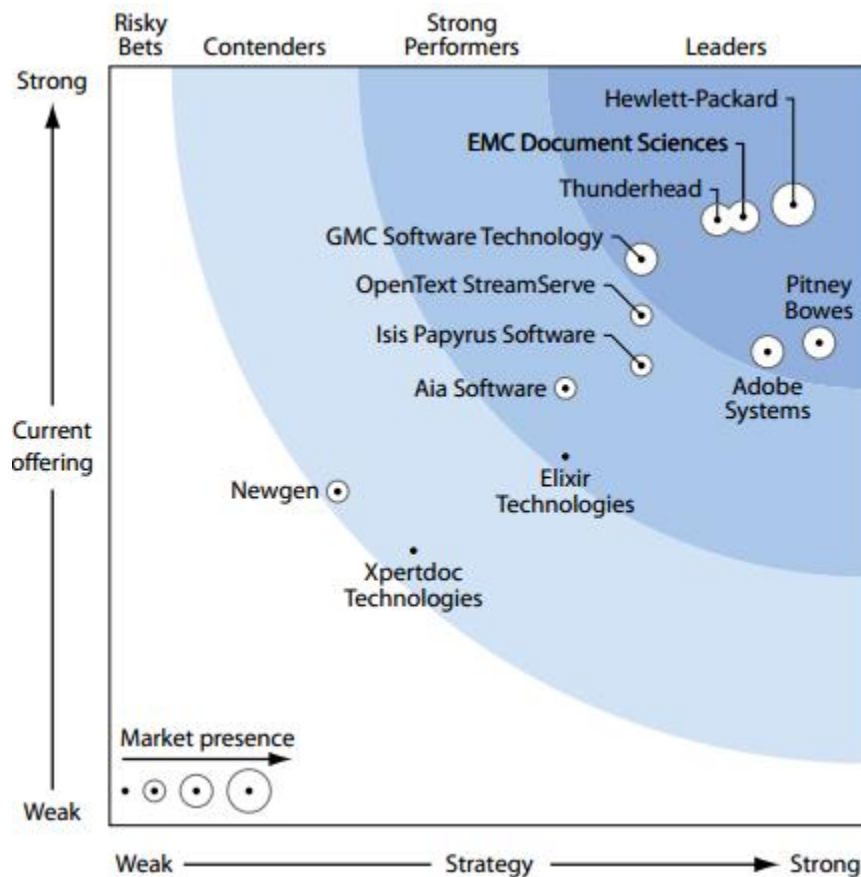 Risky
Bets
Contenders
Strong
Performers
Leaders
Strong
Hewlett-Packard
EMC Document Sciences
Thunderhead
GMC Software Technology
OpenText StreamServe
Pitney
Bowes
Isis Papyrus Software
Aia Software
Adobe
Systems
Current
offering
Newgen
Elixir
Technologies
Xpertdoc
Technologies
Market presence
Weak
Weak
Strategy
Strong